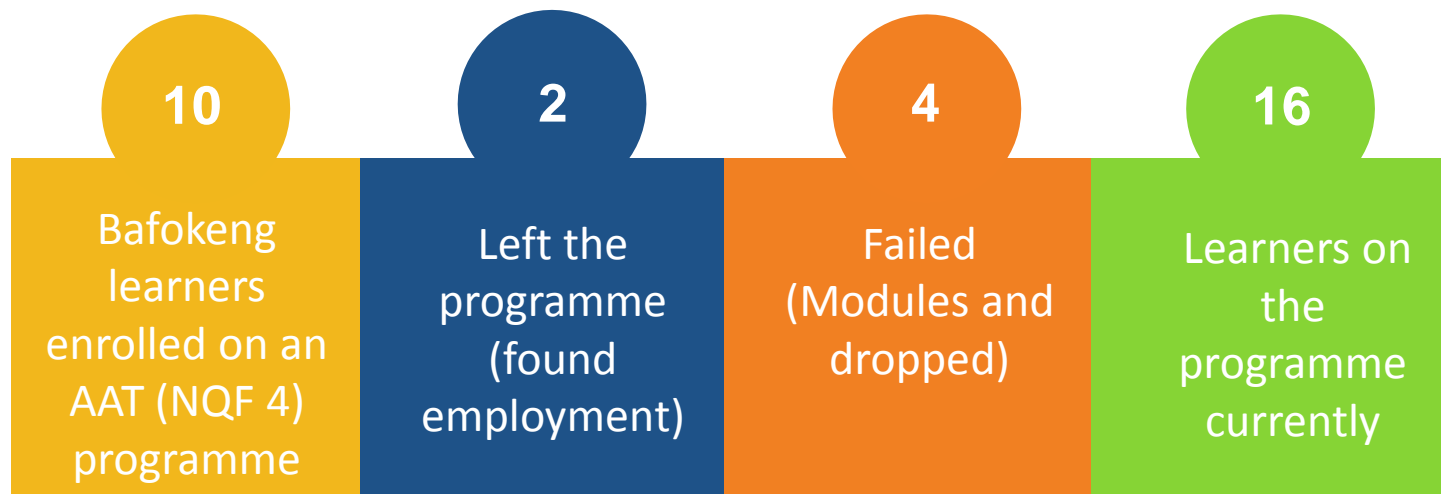 10
Bafokeng
learners
enrolled on an
AAT (NQF 4)
programme
2
Left the
programme
(found
employment)
4
Failed
(Modules and
dropped)
16
Learners on
the
programme
currently